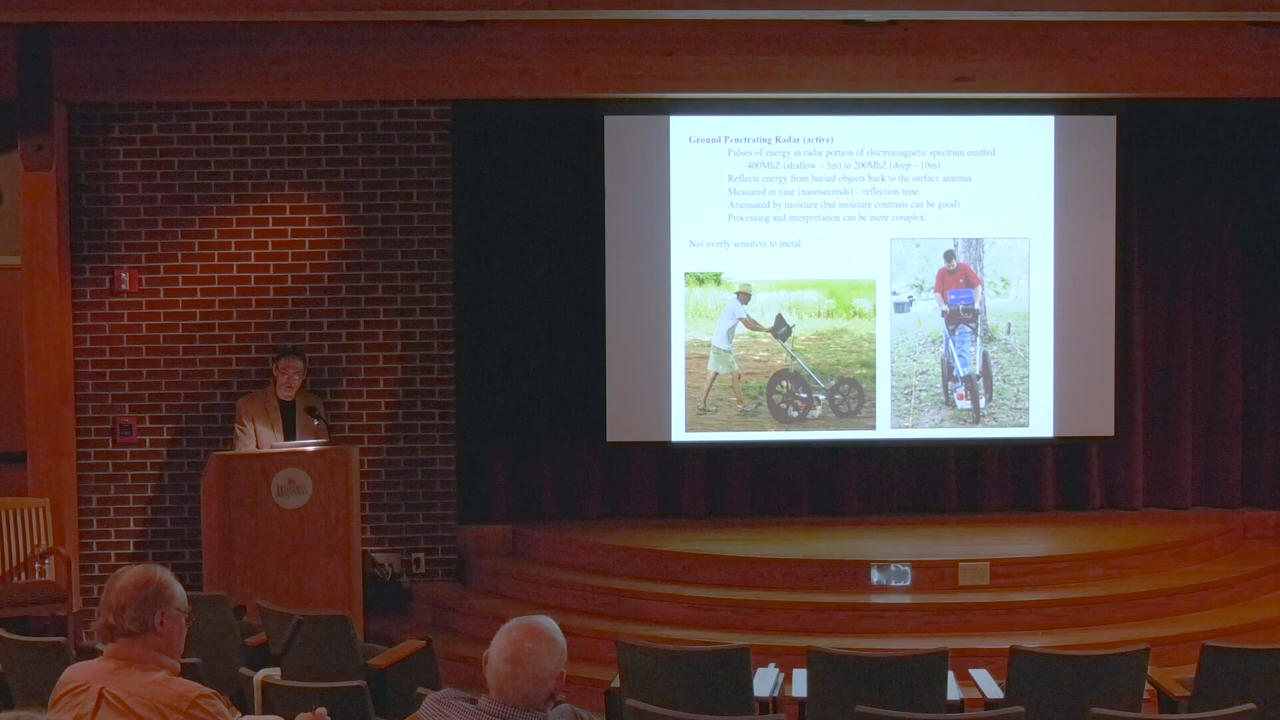 Ground Penetrating Radar (active)
Pulses of energy in radar portion of electromagnetic spectrum emitted
400MhZ (shallow – 3m) to 200MhZ (deep – 10m)
Reflects energy from buried objects back to the surface antenna.
Measured in time (nanoseconds) – reflection time.
Attenuated by moisture (but moisture contrasts can be good)
Processing and interpretation can be more complex.
Not overly sensitive to metal